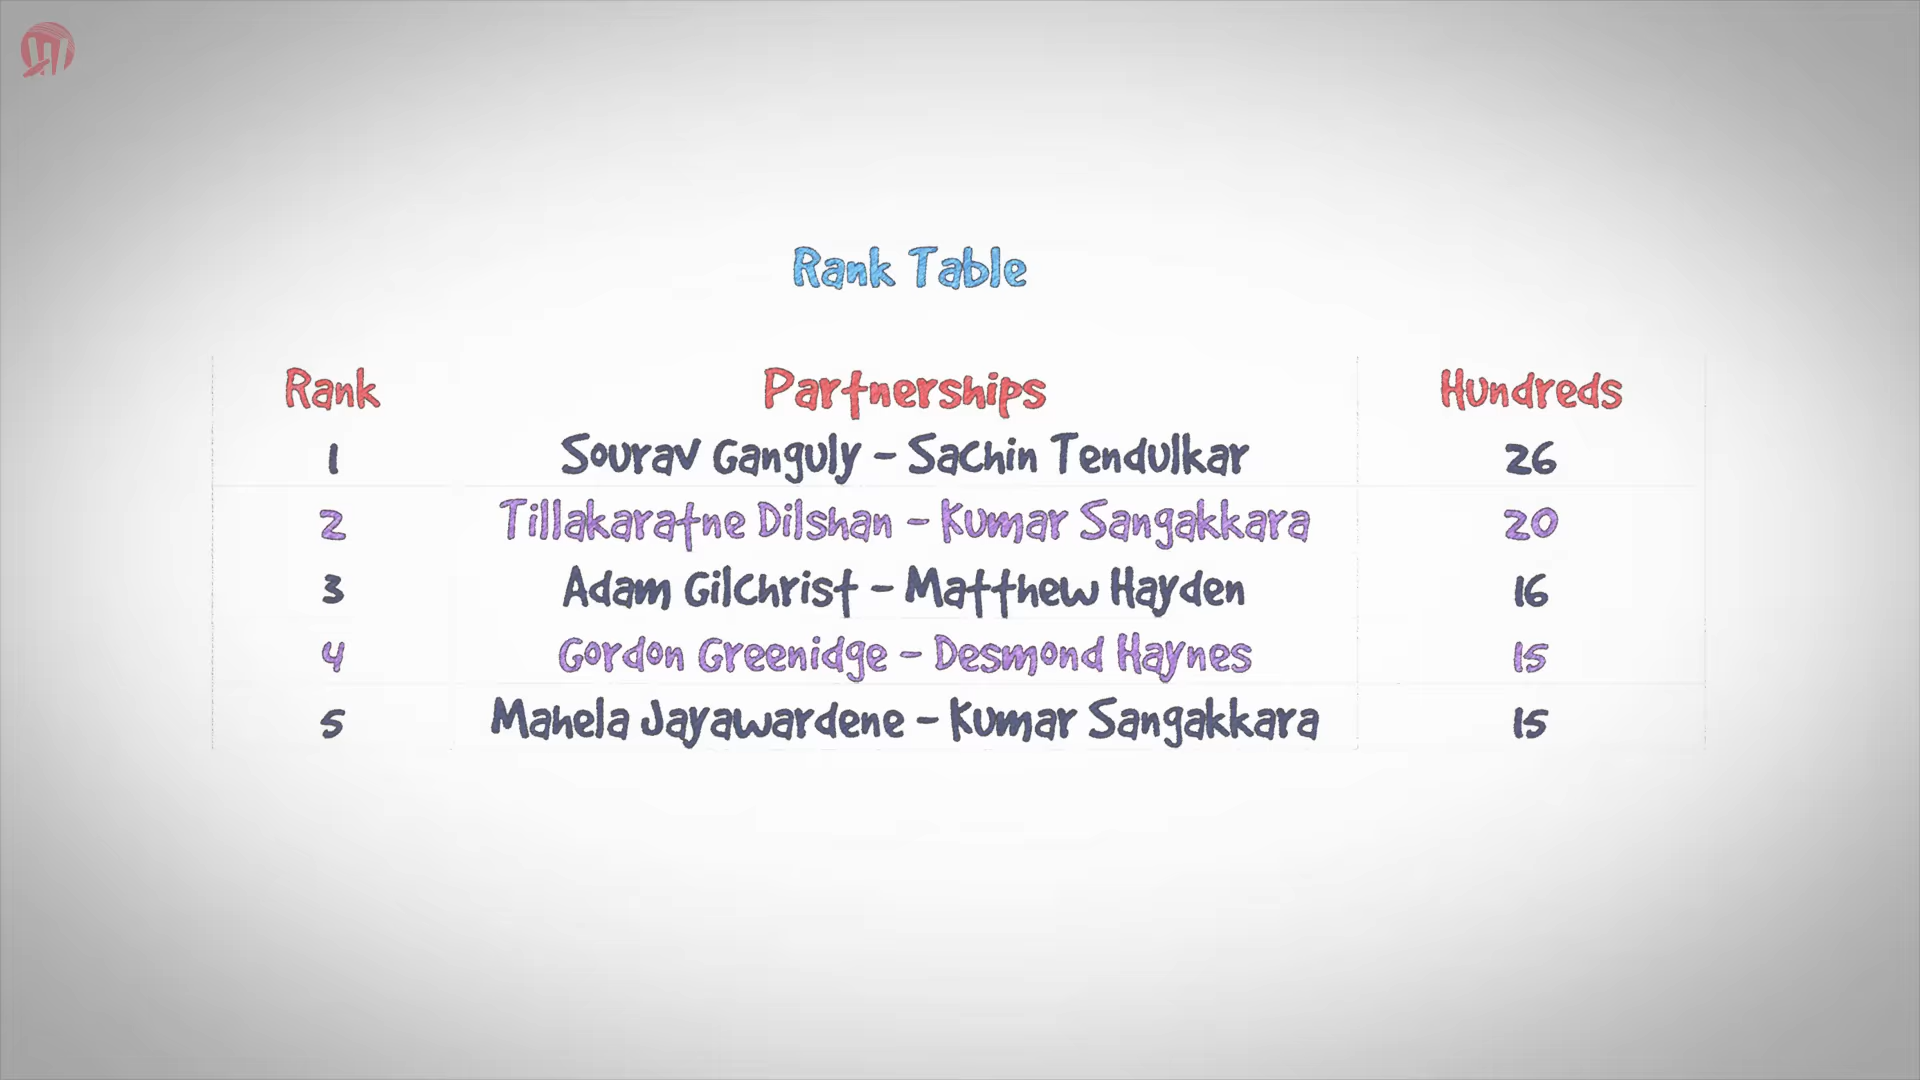 Rank Table
Rank Partnerships Hundreds
1 Sourav Ganguly - Sachin Tendulkar 26
2 Tillakaratne Dilshan - Kumar Sangakkara 20
3 Adam Gilchrist - Matthew Hayden 16
4 Gordon Greenidge - Desmond Haynes 15
5 Mahela Jayawardene - Kumar Sangakkara 15